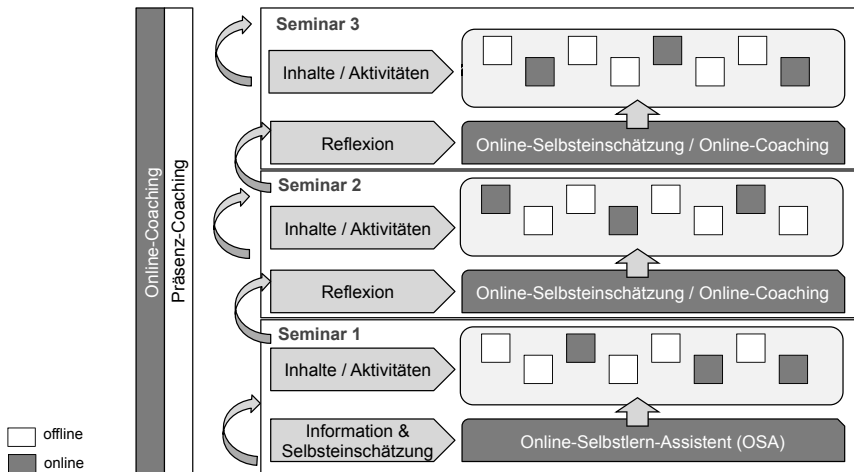 Online-Coaching
Präsenz-Coaching
Seminar 3
Inhalte / Aktivitäten
Reflexion
Online-Selbsteinschätzung / Online-Coaching
Seminar 2
Inhalte / Aktivitäten
Reflexion
Online-Selbsteinschätzung / Online-Coaching
Seminar 1
Inhalte / Aktivitäten
Information &
Selbsteinschätzung
Online-Selbstlern-Assistent (OSA)
offline
online